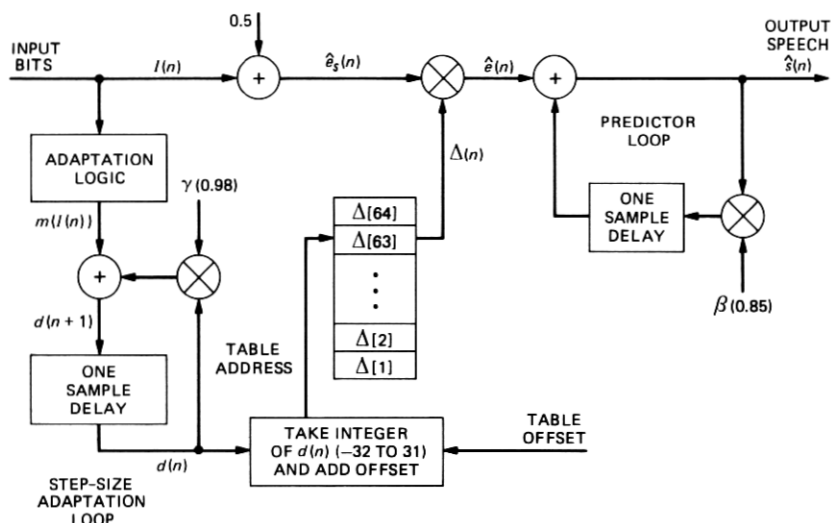 0.5
INPUT
BITS
I(n)
+
ê_s(n)
ê(n)
+
OUTPUT
SPEECH
ŝ(n)
ADAPTATION
LOGIC
γ(0.98)
m(I(n))
+
d(n + 1)
ONE
SAMPLE
DELAY
d(n)
STEP-SIZE
ADAPTATION
LOOP
TABLE
ADDRESS
Δ[64]
Δ[63]
Δ[2]
Δ[1]
Δ(n)
TAKE INTEGER
OF d(n) (−32 TO 31)
AND ADD OFFSET
TABLE
OFFSET
PREDICTOR
LOOP
ONE
SAMPLE
DELAY
β(0.85)